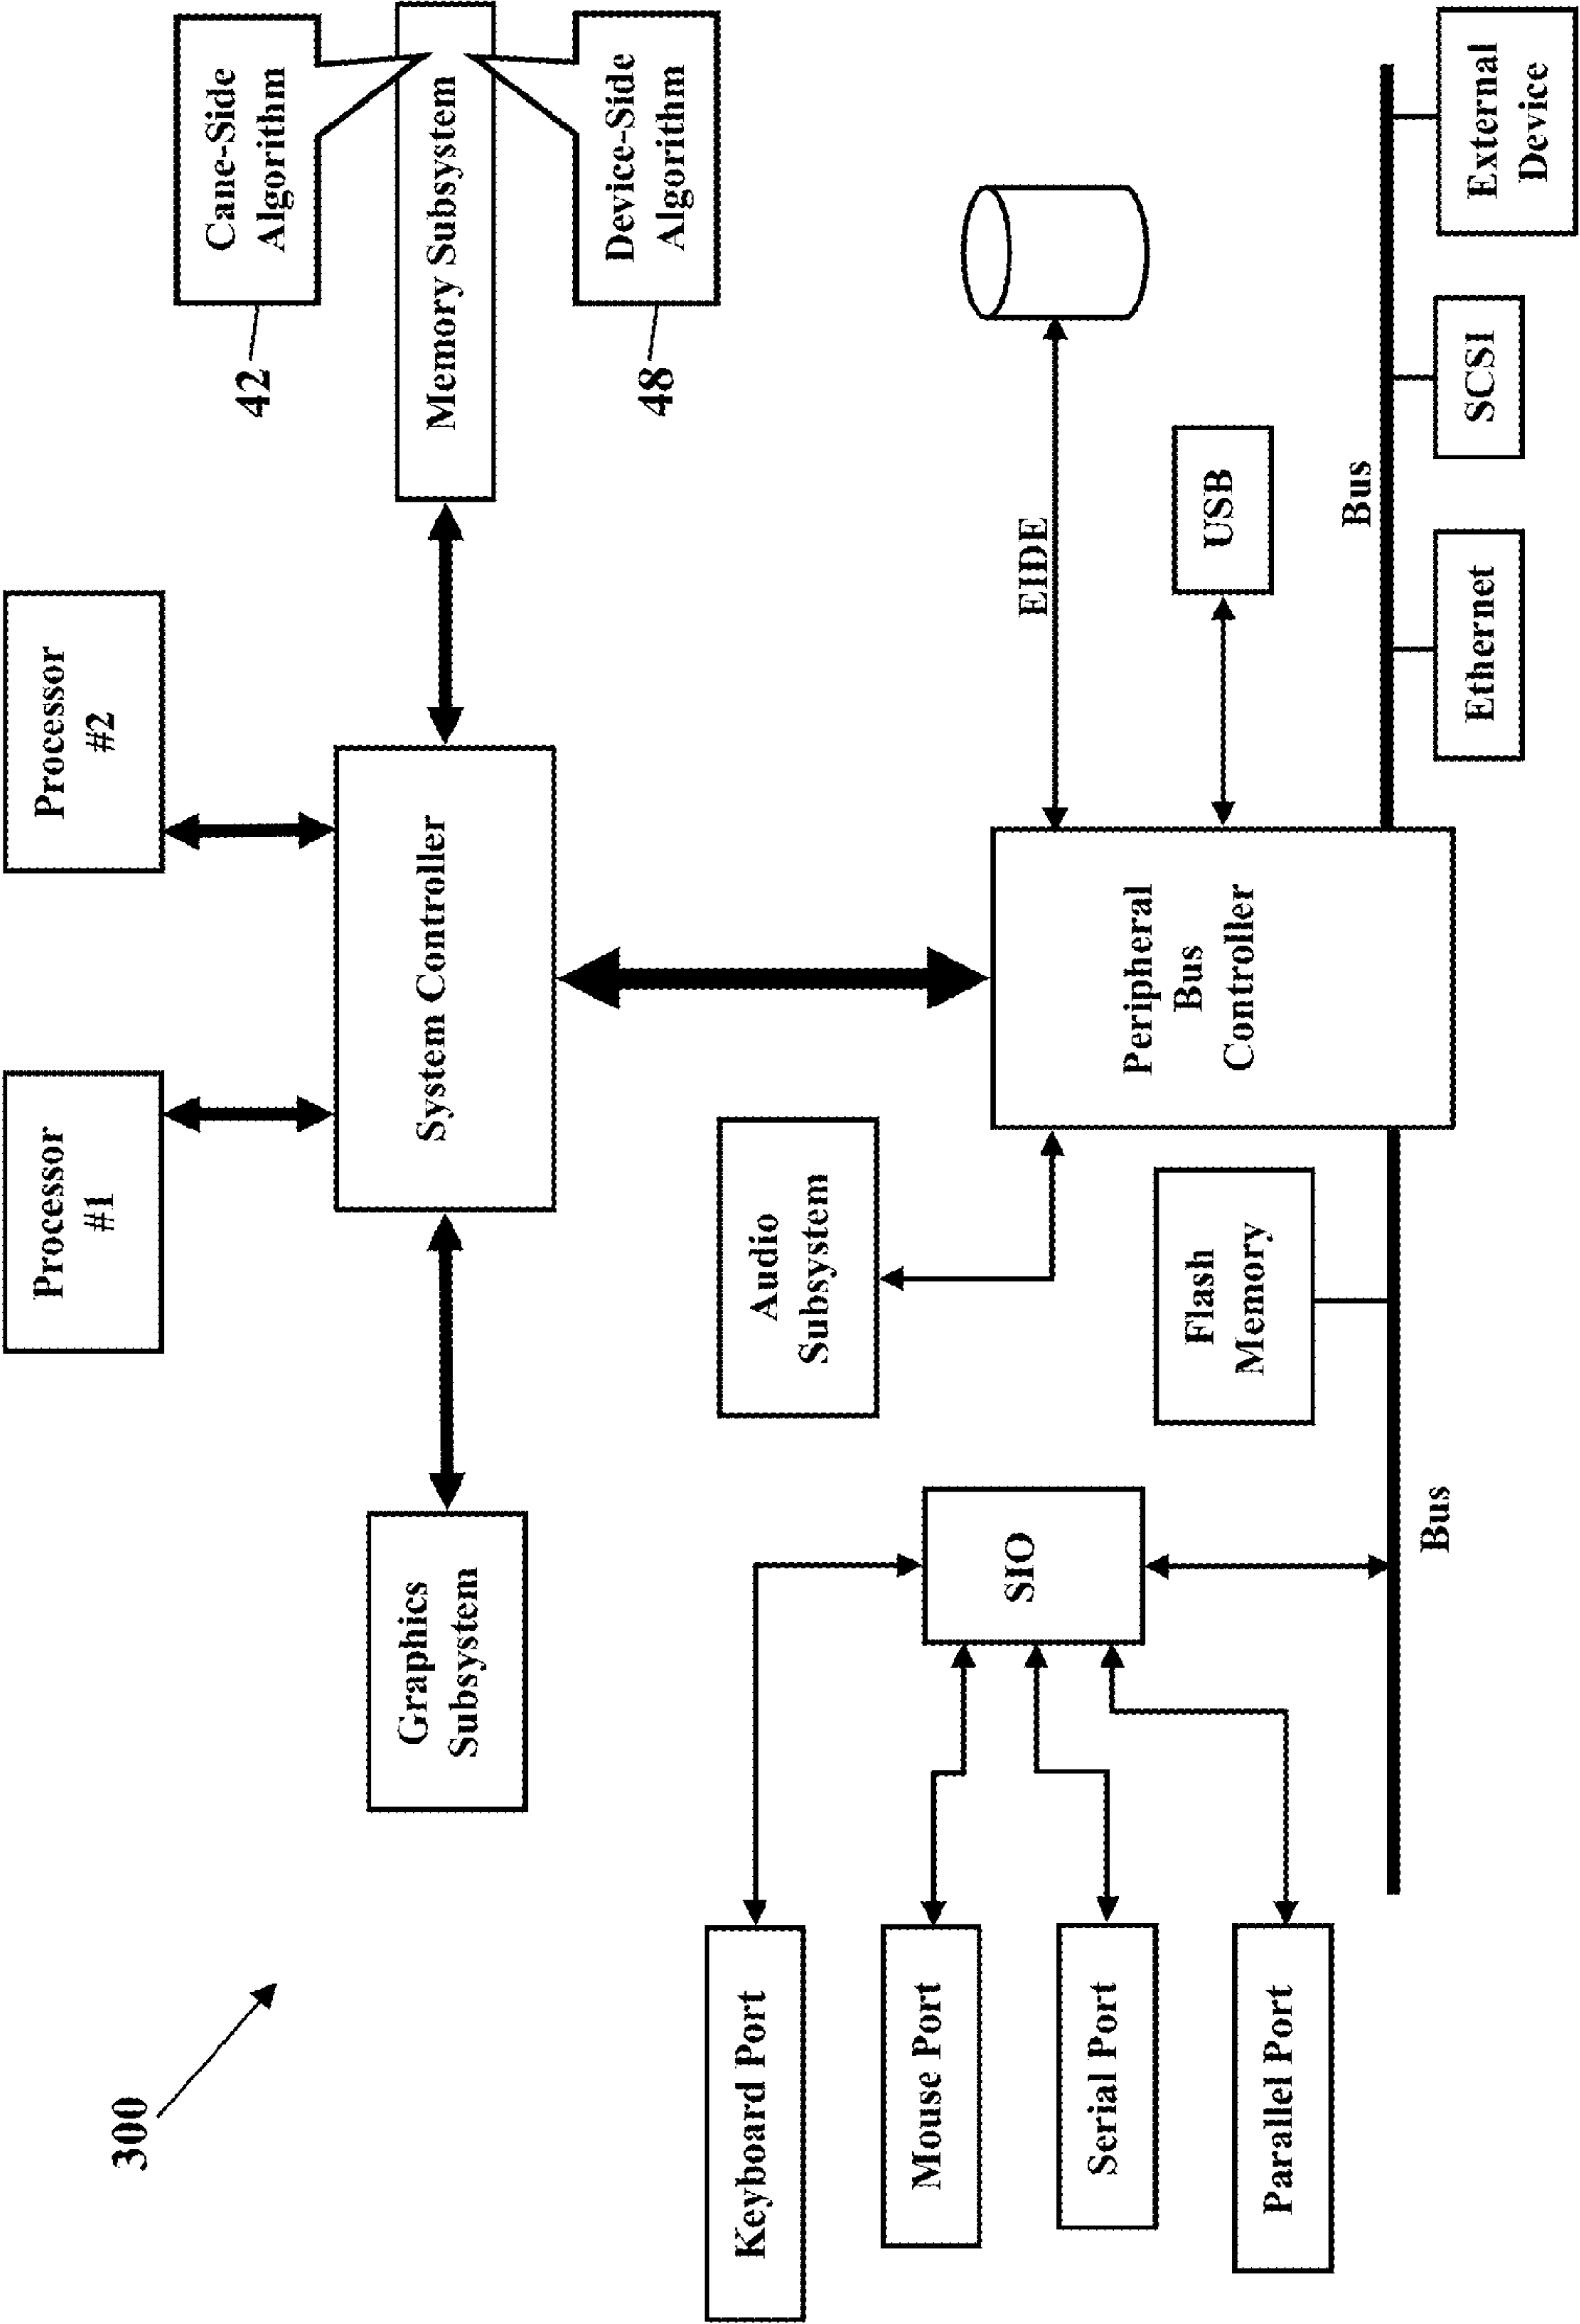 300
Processor
#1
Processor
#2
Graphics
Subsystem
System Controller
Memory Subsystem
Cane-Side
Algorithm
42
Device-Side
Algorithm
48
Keyboard Port
Mouse Port
Serial Port
Parallel Port
SIO
Audio
Subsystem
Flash
Memory
Peripheral
Bus
Controller
EIDE
USB
Bus
Bus
Ethernet
SCSI
External
Device